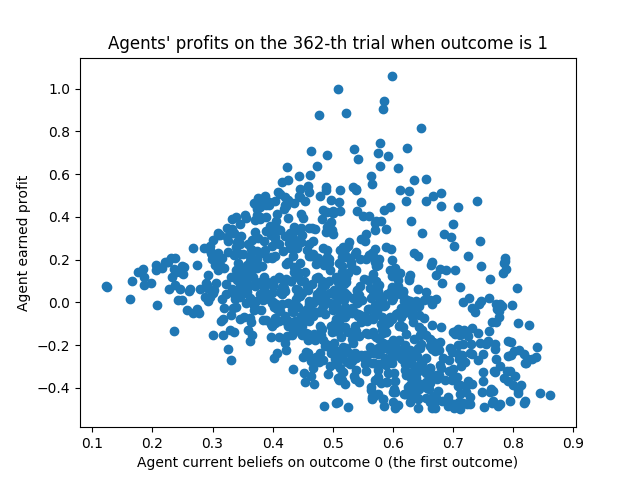 Agents' profits on the 362-th trial when outcome is 1
1.0
0.8
0.6
0.4
0.2
0.0
−0.2
−0.4
Agent earned profit
0.1 0.2 0.3 0.4 0.5 0.6 0.7 0.8 0.9
Agent current beliefs on outcome 0 (the first outcome)